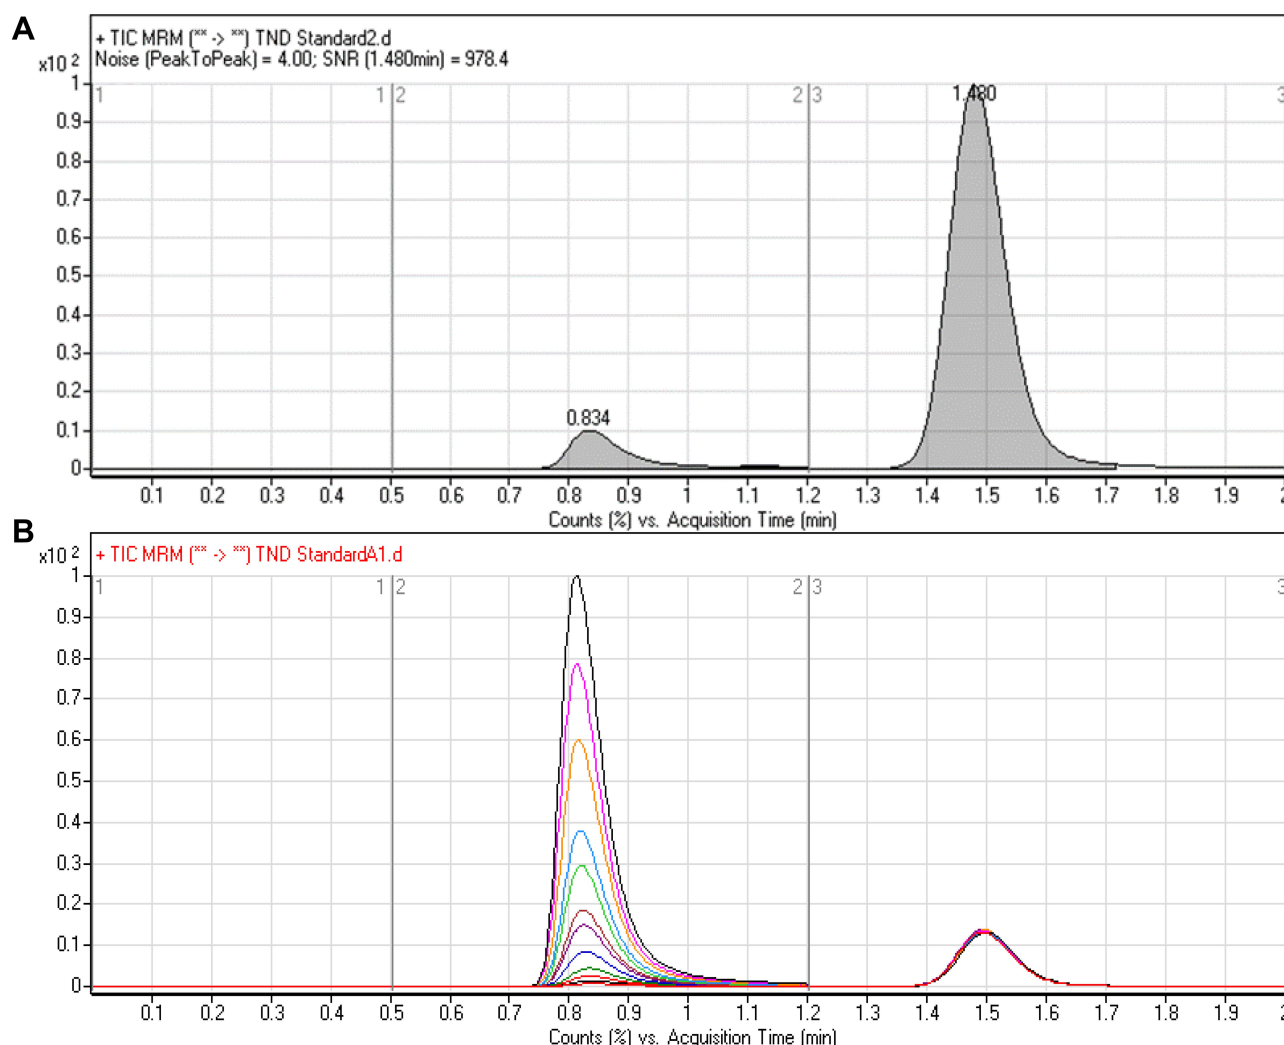 A
+ TIC MRM (** -> **) TND Standard2.d
Noise (PeakToPeak) = 4.00; SNR (1.480min) = 978.4
x10 2
1
0.9
0.8
0.7
0.6
0.5
0.4
0.3
0.2
0.1
0
1 1 2 2 3 3
1.480
0.834
0.1 0.2 0.3 0.4 0.5 0.6 0.7 0.8 0.9 1 1.1 1.2 1.3 1.4 1.5 1.6 1.7 1.8 1.9 2
Counts (%) vs. Acquisition Time (min)
B
+ TIC MRM (** -> **) TND StandardA1.d
x10 2
1
0.9
0.8
0.7
0.6
0.5
0.4
0.3
0.2
0.1
0
1 1 2 2 3 3
0.1 0.2 0.3 0.4 0.5 0.6 0.7 0.8 0.9 1 1.1 1.2 1.3 1.4 1.5 1.6 1.7 1.8 1.9 2
Counts (%) vs. Acquisition Time (min)